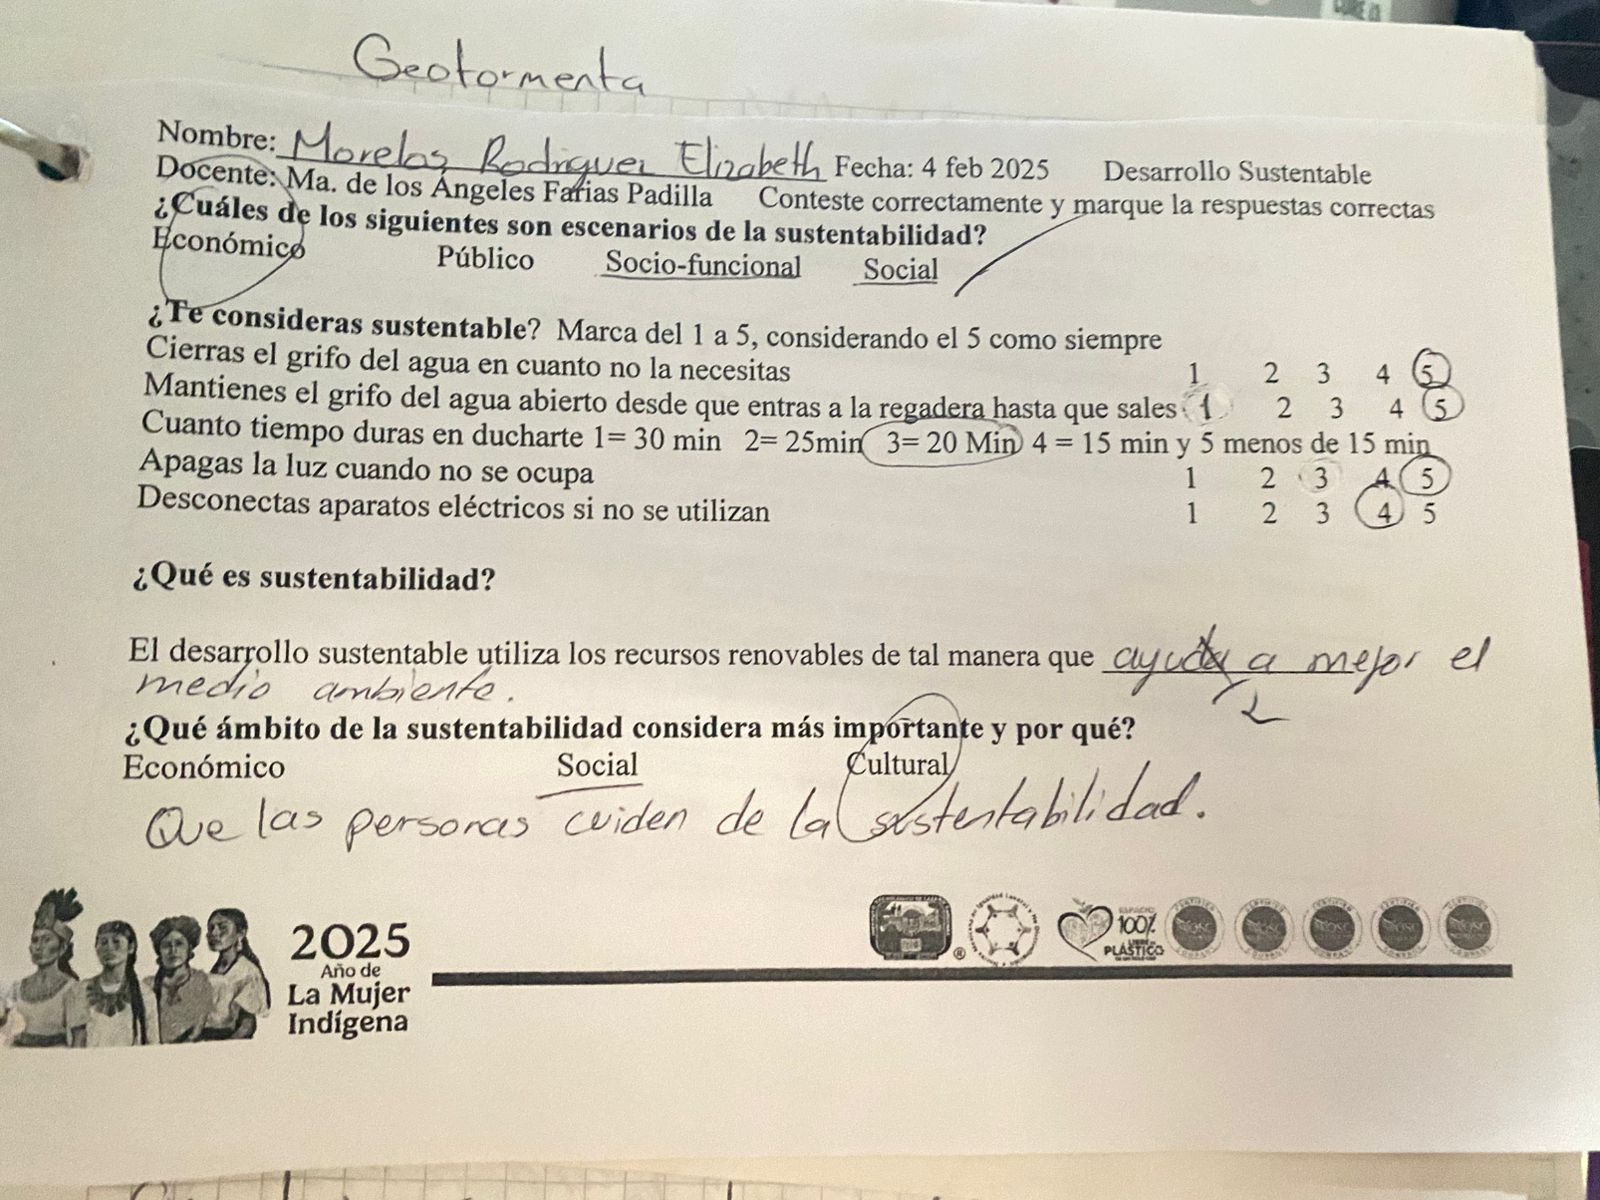 Geotormenta
Nombre: Morelos Rodriguez Elizabeth Fecha: 4 feb 2025 Desarrollo Sustentable
Docente: Ma. de los Ángeles Farias Padilla Conteste correctamente y marque la respuestas correctas
¿Cuáles de los siguientes son escenarios de la sustentabilidad?
Económico Público Socio-funcional Social
¿Te consideras sustentable? Marca del 1 a 5, considerando el 5 como siempre
Cierras el grifo del agua en cuanto no la necesitas 1 2 3 4 5
Mantienes el grifo del agua abierto desde que entras a la regadera hasta que sales 1 2 3 4 5
Cuanto tiempo duras en ducharte 1= 30 min 2= 25min 3= 20 Min 4 = 15 min y 5 menos de 15 min
Apagas la luz cuando no se ocupa 1 2 3 4 5
Desconectas aparatos eléctricos si no se utilizan 1 2 3 4 5
¿Qué es sustentabilidad?
El desarrollo sustentable utiliza los recursos renovables de tal manera que ayuda a mejor el
medio ambiente.
¿Qué ámbito de la sustentabilidad considera más importante y por qué?
Económico Social Cultural
Que las personas cuiden de la sustentabilidad.
2025
Año de
La Mujer
Indígena
100%
PLÁSTICO